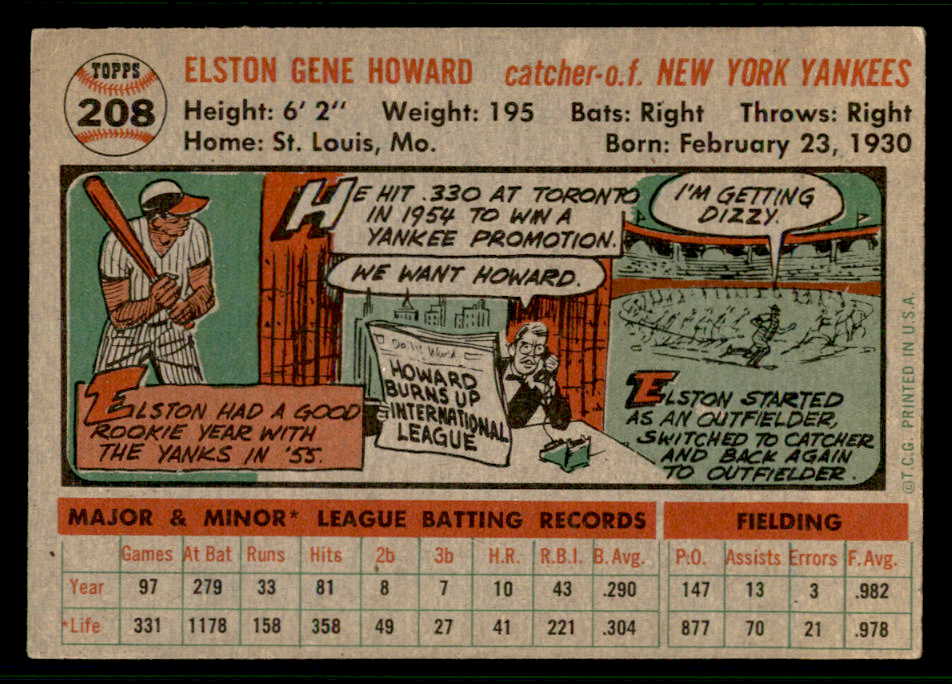 TOPPS
208
ELSTON GENE HOWARD catcher-o.f. NEW YORK YANKEES
Height: 6' 2" Weight: 195 Bats: Right Throws: Right
Home: St. Louis, Mo. Born: February 23, 1930
ELSTON HAD A GOOD
ROOKIE YEAR WITH
THE YANKS IN '55.
HE HIT .330 AT TORONTO
IN 1954 TO WIN A
YANKEE PROMOTION.
WE WANT HOWARD.
Daily World
HOWARD
BURNS UP
INTERNATIONAL
LEAGUE
I'M GETTING
DIZZY.
ELSTON STARTED
AS AN OUTFIELDER,
SWITCHED TO CATCHER
AND BACK AGAIN
TO OUTFIELDER.
©T.C.G. PRINTED IN U.S.A.
MAJOR & MINOR* LEAGUE BATTING RECORDS FIELDING
Games At Bat Runs Hits 2b 3b H.R. R.B.I. B. Avg. P.O. Assists Errors F. Avg.
Year 97 279 33 81 8 7 10 43 .290 147 13 3 .982
*Life 331 1178 158 358 49 27 41 221 .304 877 70 21 .978